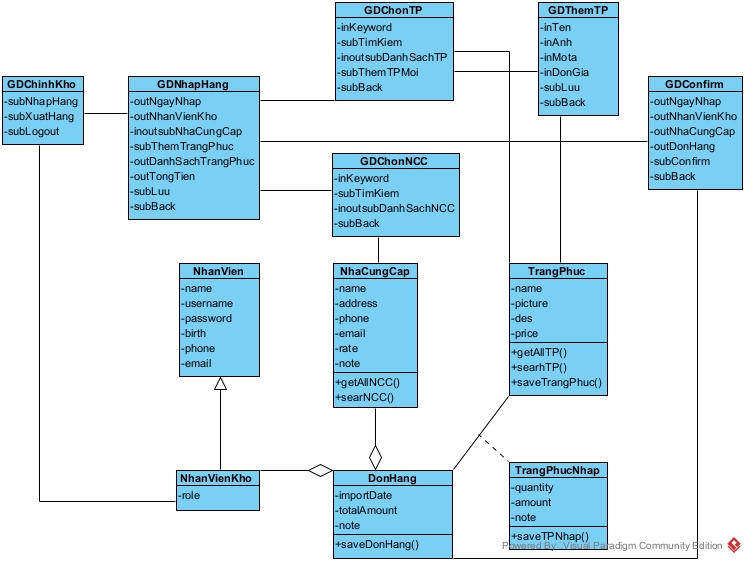 GDChonTP
-inKeyword
-subTimKiem
-inoutsubDanhSachTP
-subThemTPMoi
-subBack
GDThemTP
-inTen
-inAnh
-inMota
-inDonGia
-subLuu
-subBack
GDChinhKho
-subNhapHang
-subXuatHang
-subLogout
GDNhapHang
-outNgayNhap
-outNhanVienKho
-inoutsubNhaCungCap
-subThemTrangPhuc
-outDanhSachTrangPhuc
-outTongTien
-subLuu
-subBack
GDConfirm
-outNgayNhap
-outNhanVienKho
-outNhaCungCap
-outDonHang
-subConfirm
-subBack
GDChonNCC
-inKeyword
-subTimKiem
-inoutsubDanhSachNCC
-subBack
NhanVien
-name
-username
-password
-birth
-phone
-email
NhaCungCap
-name
-address
-phone
-email
-rate
-note
+getAllNCC()
+searNCC()
TrangPhuc
-name
-picture
-des
-price
+getAllTP()
+searhTP()
+saveTrangPhuc()
NhanVienKho
-role
DonHang
-importDate
-totalAmount
-note
+saveDonHang()
TrangPhucNhap
-quantity
-amount
-note
+saveTPNhap()
Powered By: Visual Paradigm Community Edition